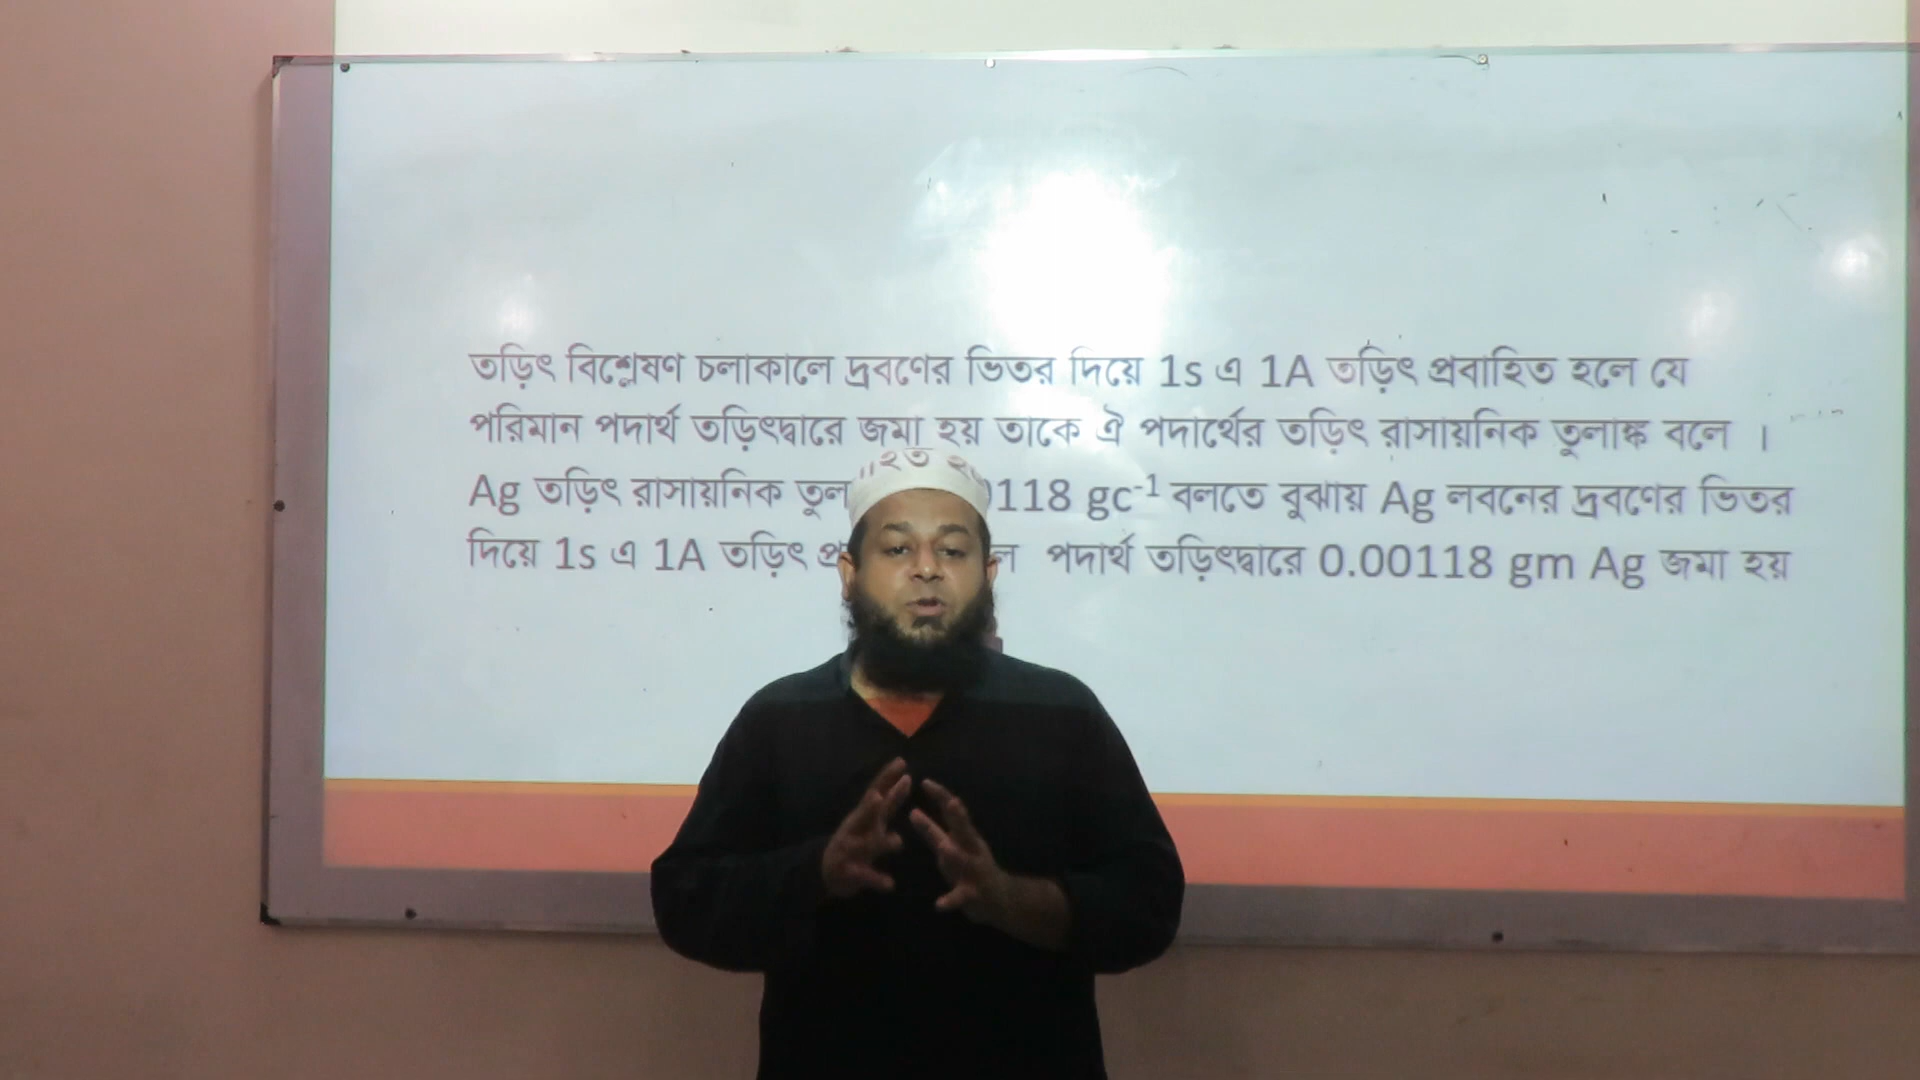 তড়িৎ বিশ্লেষণ চলাকালে দ্রবণের ভিতর দিয়ে 1s এ 1A তড়িৎ প্রবাহিত হলে যে
পরিমান পদার্থ তড়িৎদ্বারে জমা হয় তাকে ঐ পদার্থের তড়িৎ রাসায়নিক তুলাঙ্ক বলে ।
Ag তড়িৎ রাসায়নিক 0118 gc⁻¹ বলতে বুঝায় Ag লবনের দ্রবণের ভিতর
দিয়ে 1s এ 1A তড়িৎ পদার্থ তড়িৎদ্বারে 0.00118 gm Ag জমা হয়